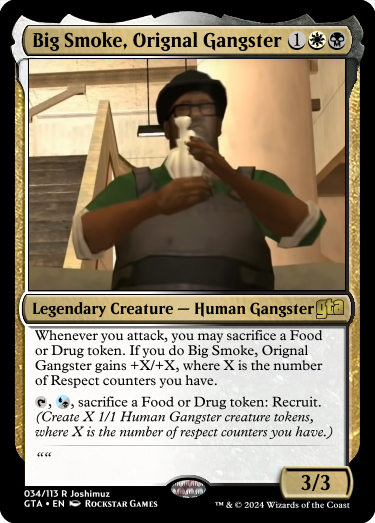 Big Smoke, Orignal Gangster 1
Legendary Creature — Human Gangster gta
Whenever you attack, you may sacrifice a Food
or Drug token. If you do Big Smoke, Orignal
Gangster gains +X/+X, where X is the number
of Respect counters you have.
, , sacrifice a Food or Drug token: Recruit.
(Create X 1/1 Human Gangster creature tokens,
where X is the number of respect counters you have.)
““
3/3
034/113 R Joshimuz
GTA • EN Rockstar Games
™ & © 2024 Wizards of the Coast